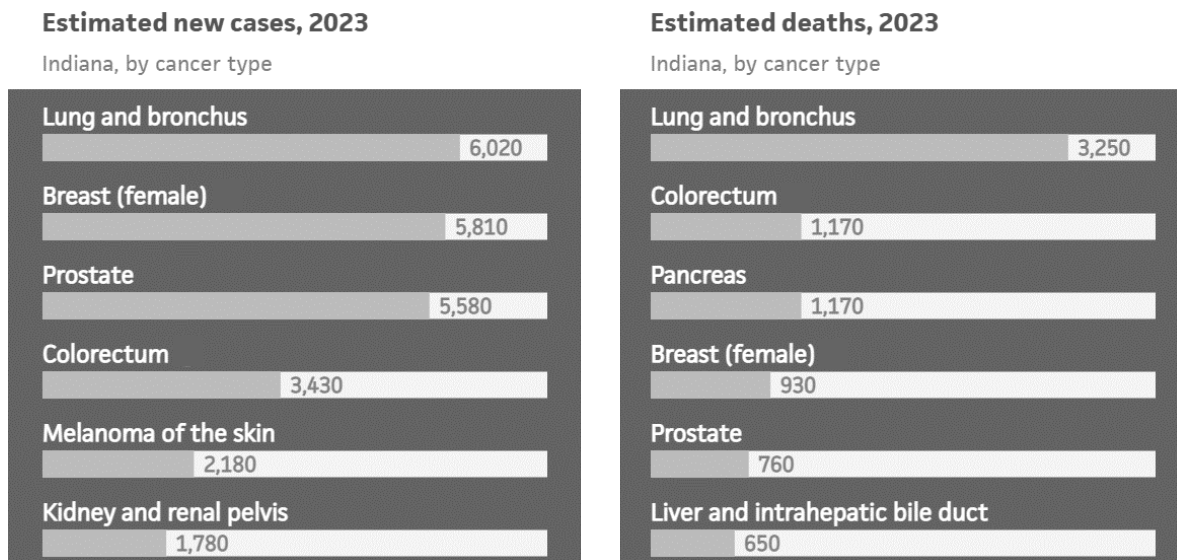 Estimated new cases, 2023
Indiana, by cancer type
Lung and bronchus
6,020
Breast (female)
5,810
Prostate
5,580
Colorectum
3,430
Melanoma of the skin
2,180
Kidney and renal pelvis
1,780
Estimated deaths, 2023
Indiana, by cancer type
Lung and bronchus
3,250
Colorectum
1,170
Pancreas
1,170
Breast (female)
930
Prostate
760
Liver and intrahepatic bile duct
650